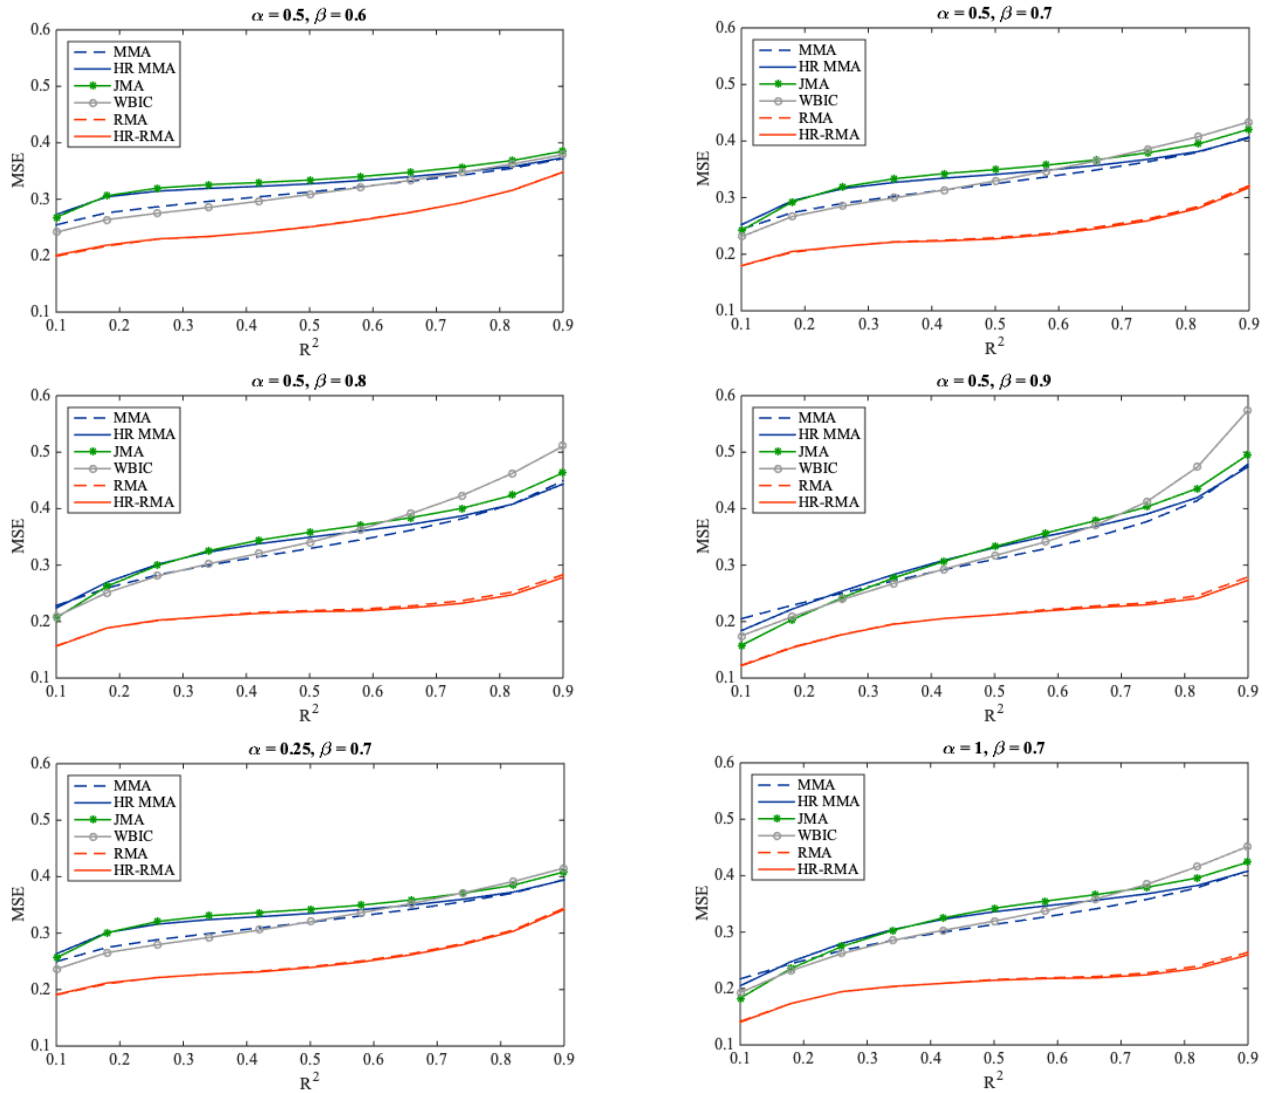 α = 0.5, β = 0.6
0.6
0.5
0.4
0.3
0.2
0.1
MSE
MMA
HR MMA
JMA
WBIC
RMA
HR-RMA
0.1 0.2 0.3 0.4 0.5 0.6 0.7 0.8 0.9
R²
α = 0.5, β = 0.7
0.6
0.5
0.4
0.3
0.2
0.1
MSE
MMA
HR MMA
JMA
WBIC
RMA
HR-RMA
0.1 0.2 0.3 0.4 0.5 0.6 0.7 0.8 0.9
R²
α = 0.5, β = 0.8
0.6
0.5
0.4
0.3
0.2
0.1
MSE
MMA
HR MMA
JMA
WBIC
RMA
HR-RMA
0.1 0.2 0.3 0.4 0.5 0.6 0.7 0.8 0.9
R²
α = 0.5, β = 0.9
0.6
0.5
0.4
0.3
0.2
0.1
MSE
MMA
HR MMA
JMA
WBIC
RMA
HR-RMA
0.1 0.2 0.3 0.4 0.5 0.6 0.7 0.8 0.9
R²
α = 0.25, β = 0.7
0.6
0.5
0.4
0.3
0.2
0.1
MSE
MMA
HR MMA
JMA
WBIC
RMA
HR-RMA
0.1 0.2 0.3 0.4 0.5 0.6 0.7 0.8 0.9
R²
α = 1, β = 0.7
0.6
0.5
0.4
0.3
0.2
0.1
MSE
MMA
HR MMA
JMA
WBIC
RMA
HR-RMA
0.1 0.2 0.3 0.4 0.5 0.6 0.7 0.8 0.9
R²